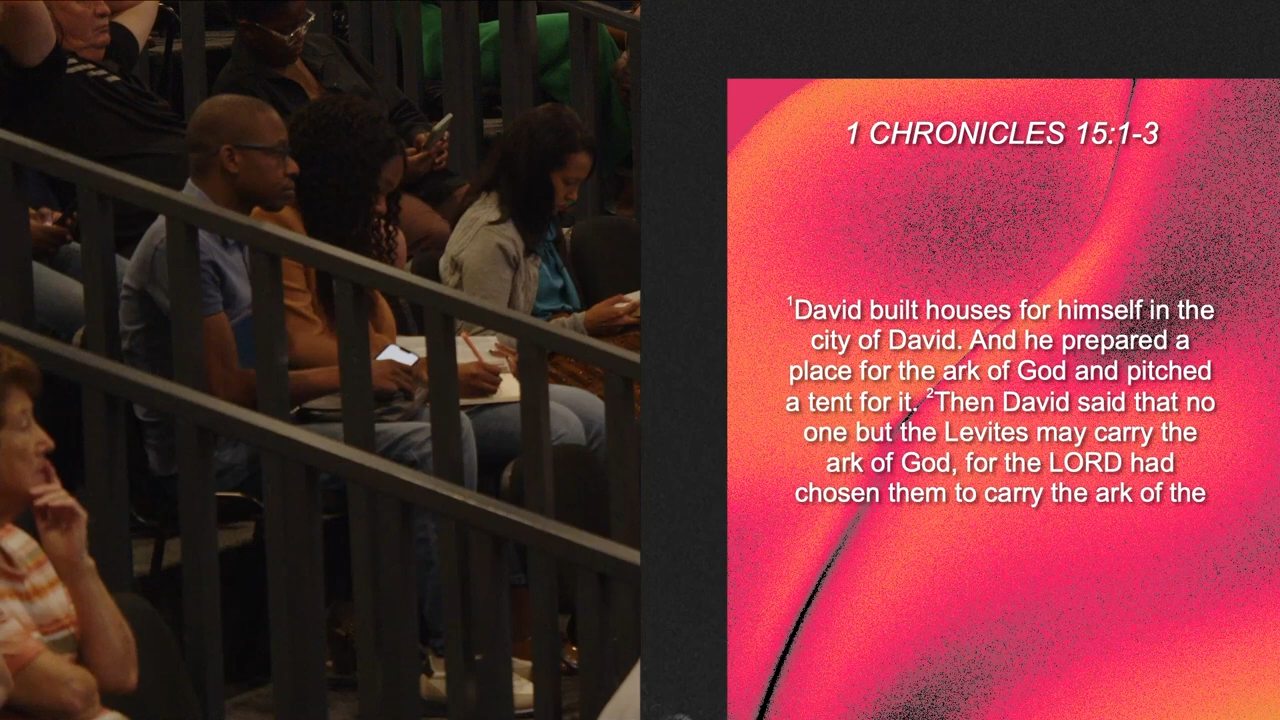 1 CHRONICLES 15:1-3
¹David built houses for himself in the
city of David. And he prepared a
place for the ark of God and pitched
a tent for it. ²Then David said that no
one but the Levites may carry the
ark of God, for the LORD had
chosen them to carry the ark of the